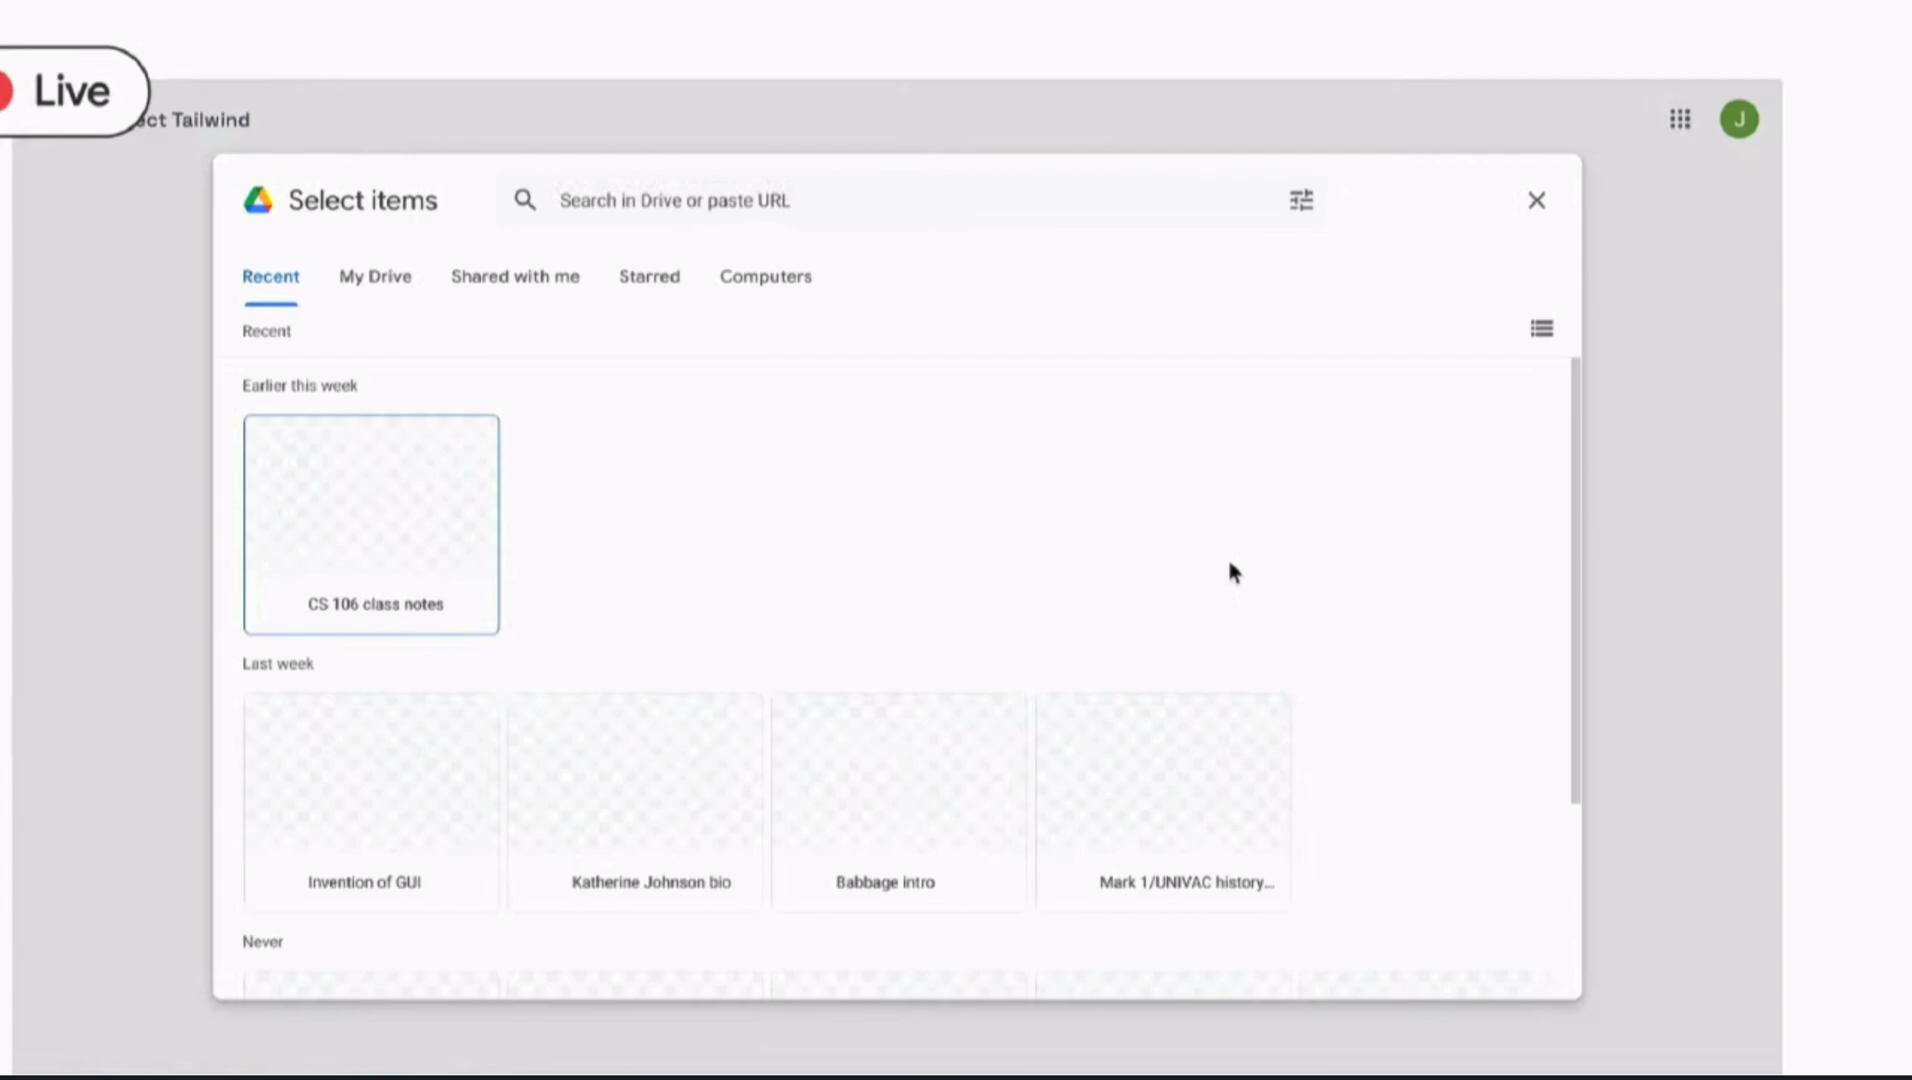 Live
ect Tailwind
J
Select items
Search in Drive or paste URL
Recent
My Drive
Shared with me
Starred
Computers
Recent
Earlier this week
CS 106 class notes
Last week
Invention of GUI
Katherine Johnson bio
Babbage intro
Mark 1/UNIVAC history...
Never